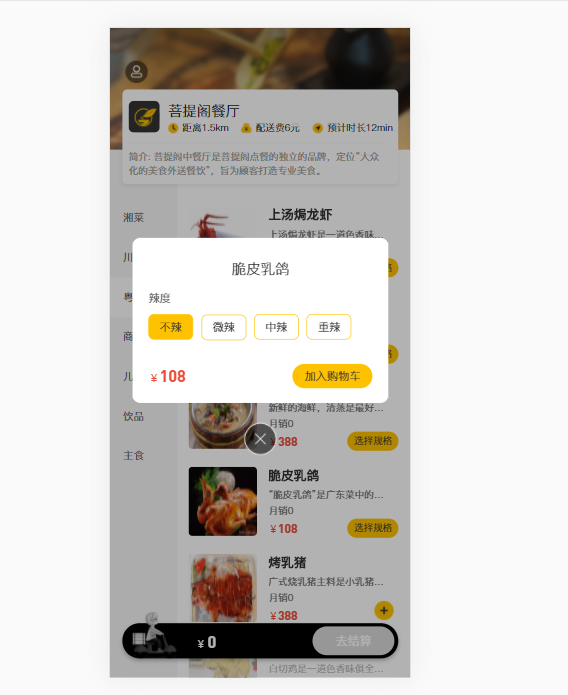 菩提阁餐厅
距离1.5km 配送费6元 预计时长12min
简介: 菩提阁中餐厅是菩提阁点餐的独立的品牌，定位“大众
化的美食外送餐饮”，旨为顾客打造专业美食。
湘菜
上汤焗龙虾
上汤龙虾是一道色香味...
川
脆皮乳鸽
粤
辣度
不辣 微辣 中辣 重辣
商
儿
¥108 加入购物车
新鲜的海鲜，清蒸是最好...
饮品
月销0
¥388 选择规格
主食
脆皮乳鸽
“脆皮乳鸽”是广东菜中的...
月销0
¥108 选择规格
烤乳猪
广式烧乳猪主料是小乳猪...
月销0
¥388 +
¥0 去结算
白切鸡是一道色香味俱全...